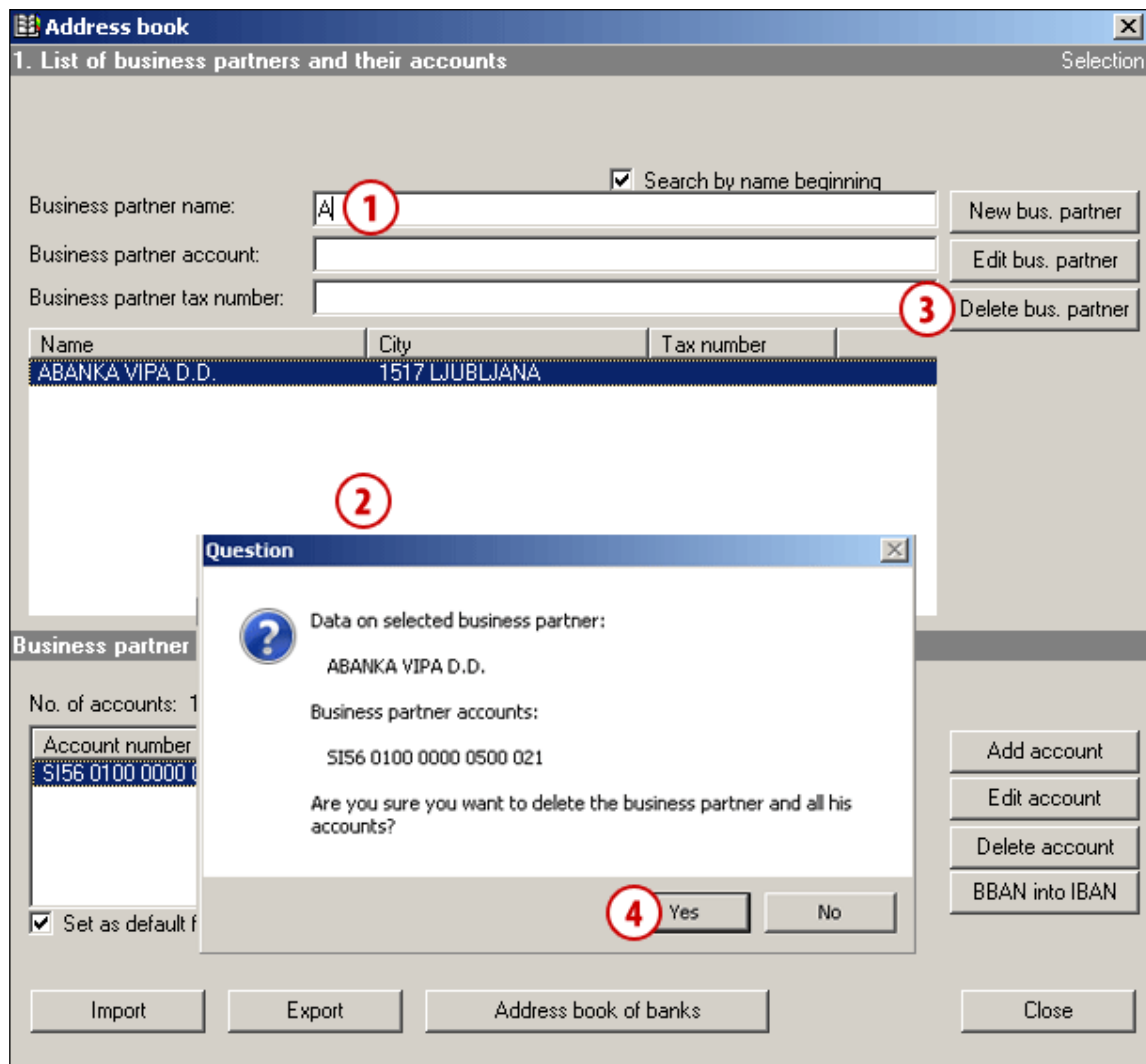 Address book
1. List of business partners and their accounts Selection
Search by name beginning
Business partner name: A 1 New bus. partner
Business partner account: Edit bus. partner
Business partner tax number: 3 Delete bus. partner
Name City Tax number
ABANKA VIPA D.D. 1517 LJUBLJANA
2
Question
Data on selected business partner:
ABANKA VIPA D.D.
Business partner accounts:
SI56 0100 0000 0500 021
Are you sure you want to delete the business partner and all his
accounts?
4 Yes No
Business partner
No. of accounts: 1
Account number
SI56 0100 0000
Set as default f
Add account
Edit account
Delete account
BBAN into IBAN
Import Export Address book of banks Close